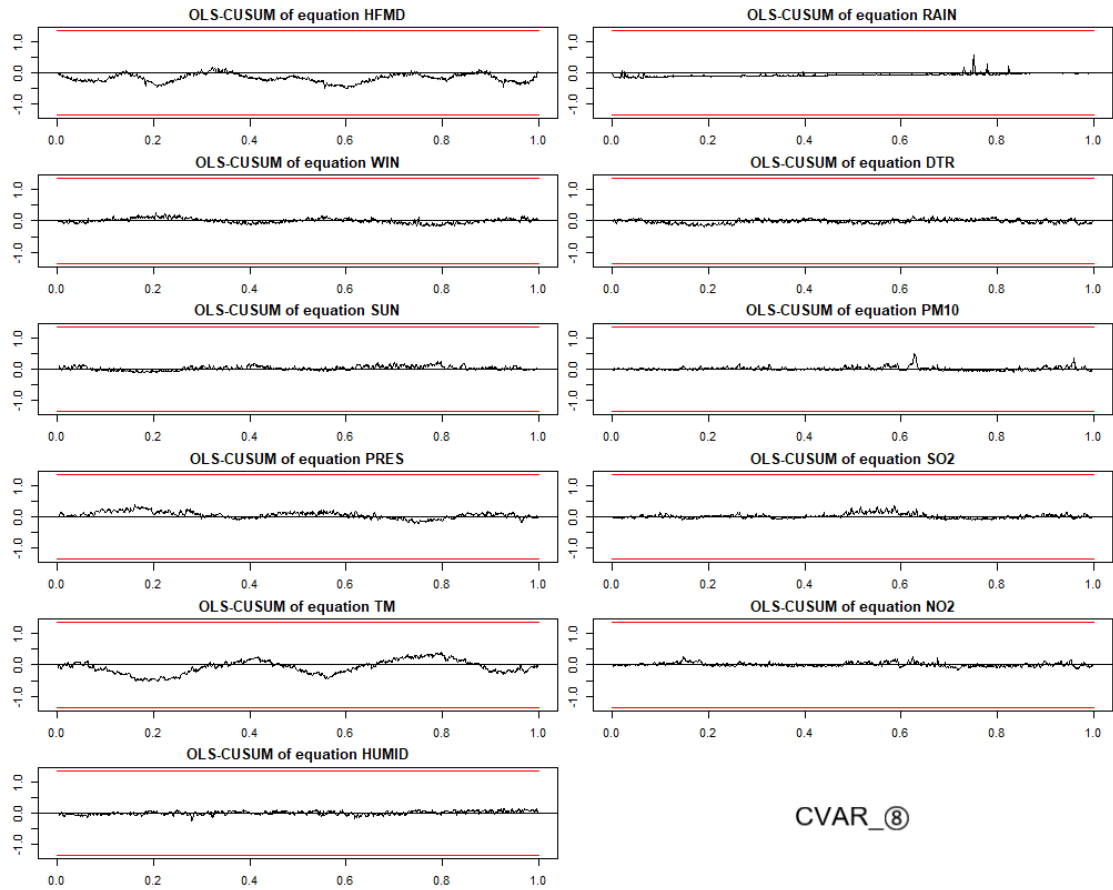 OLS-CUSUM of equation HFMD
1.0
0.0
-1.0
0.0 0.2 0.4 0.6 0.8 1.0
OLS-CUSUM of equation RAIN
1.0
0.0
-1.0
0.0 0.2 0.4 0.6 0.8 1.0
OLS-CUSUM of equation WIN
1.0
0.0
-1.0
0.0 0.2 0.4 0.6 0.8 1.0
OLS-CUSUM of equation DTR
1.0
0.0
-1.0
0.0 0.2 0.4 0.6 0.8 1.0
OLS-CUSUM of equation SUN
1.0
0.0
-1.0
0.0 0.2 0.4 0.6 0.8 1.0
OLS-CUSUM of equation PM10
1.0
0.0
-1.0
0.0 0.2 0.4 0.6 0.8 1.0
OLS-CUSUM of equation PRES
1.0
0.0
-1.0
0.0 0.2 0.4 0.6 0.8 1.0
OLS-CUSUM of equation SO2
1.0
0.0
-1.0
0.0 0.2 0.4 0.6 0.8 1.0
OLS-CUSUM of equation TM
1.0
0.0
-1.0
0.0 0.2 0.4 0.6 0.8 1.0
OLS-CUSUM of equation NO2
1.0
0.0
-1.0
0.0 0.2 0.4 0.6 0.8 1.0
OLS-CUSUM of equation HUMID
1.0
0.0
-1.0
0.0 0.2 0.4 0.6 0.8 1.0
CVAR_⑧